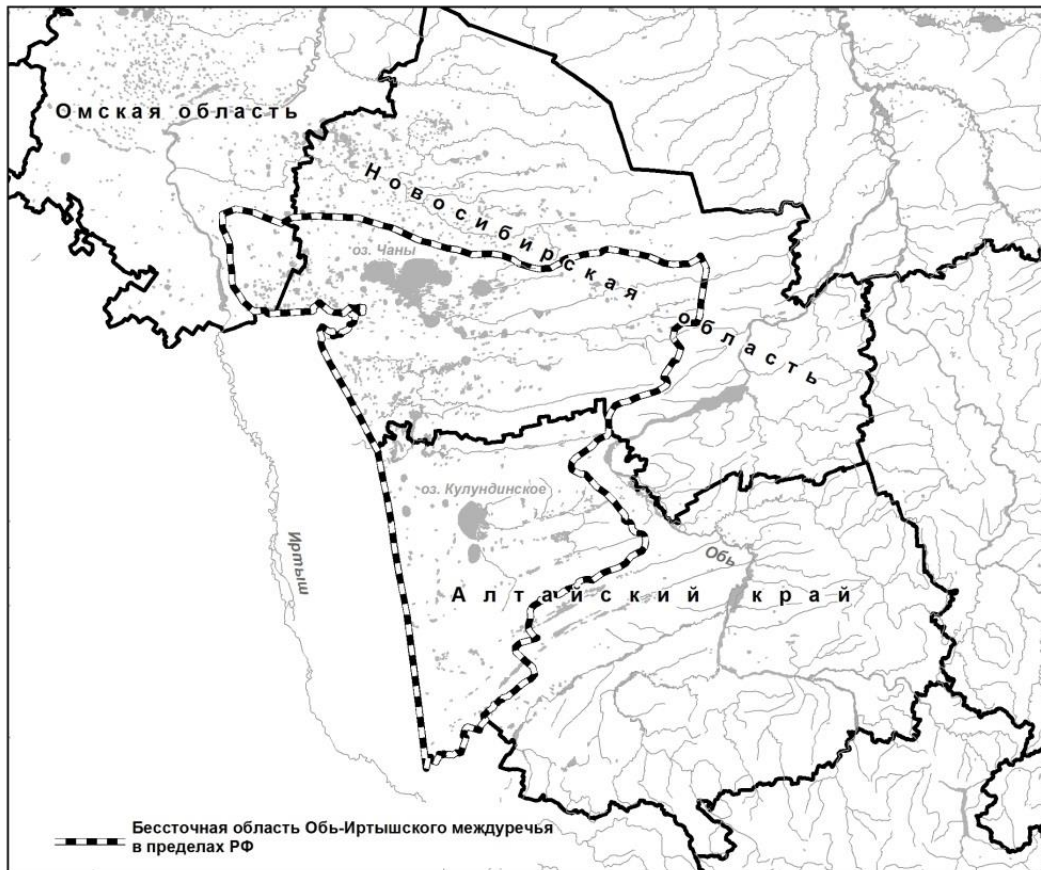 Омская область
Новосибирская область
оз. Чаны
оз. Кулундинское
Иртыш
Обь
Алтайский край
Бессточная область Обь-Иртышского междуречья
в пределах РФ